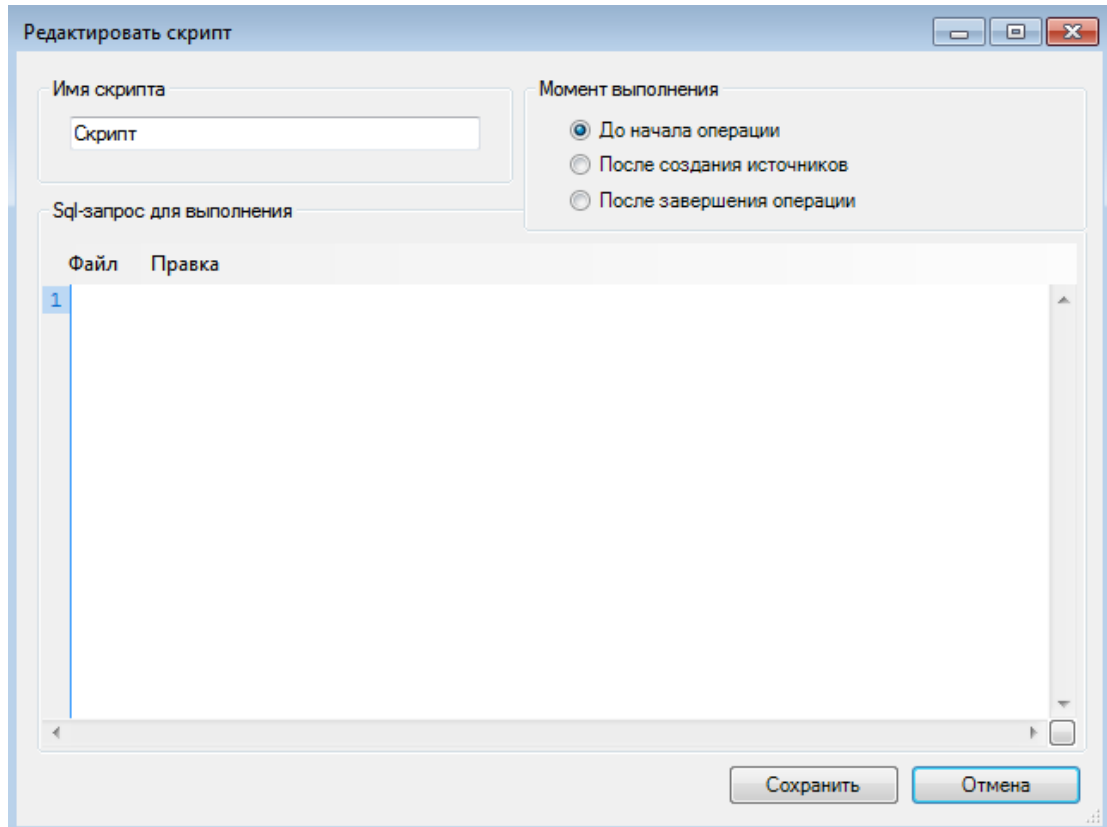 Редактировать скрипт
Имя скрипта
Скрипт
Момент выполнения
До начала операции
После создания источников
После завершения операции
Sql-запрос для выполнения
Файл Правка
1
Сохранить Отмена